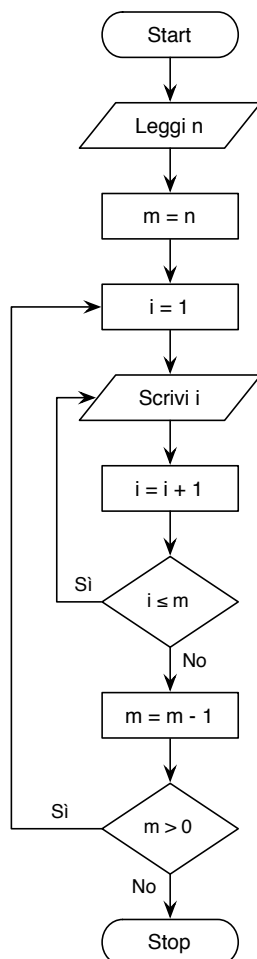 Start
Leggi n
m = n
i = 1
Scrivi i
i = i + 1
i ≤ m
Sì
No
m = m - 1
m > 0
Sì
No
Stop